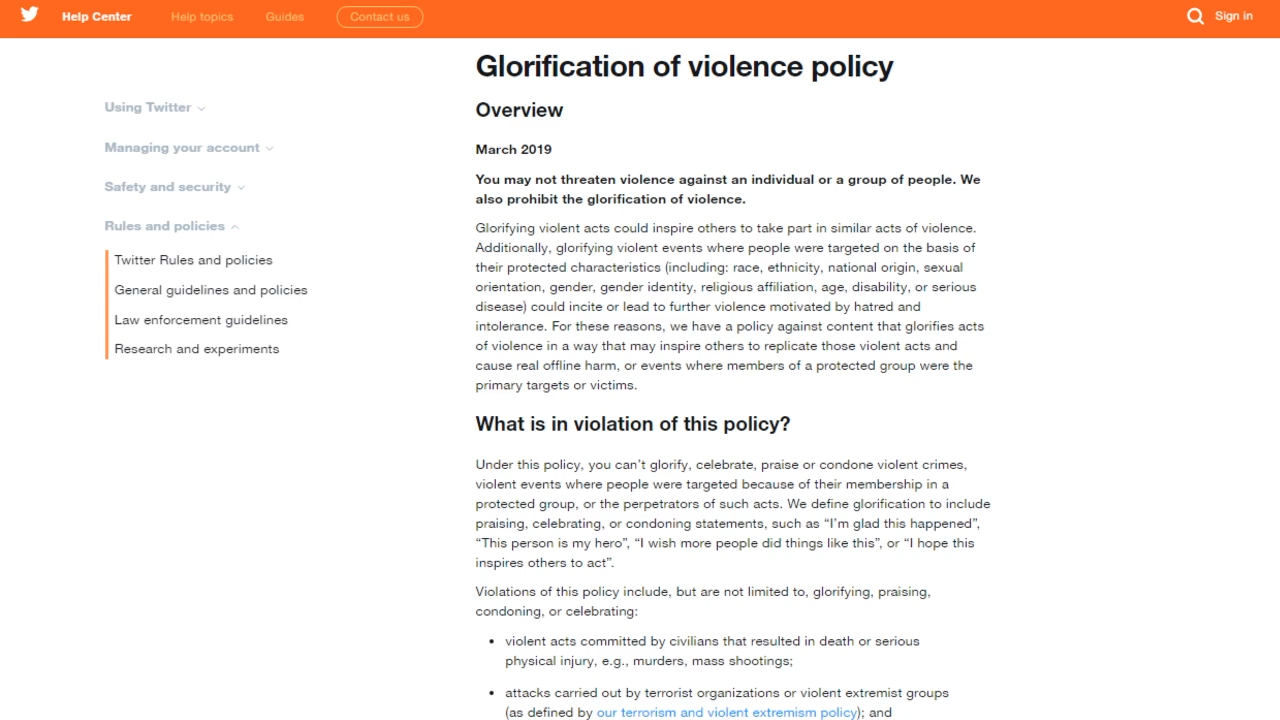 Help Center
Help topics
Guides
Contact us
Sign in
Using Twitter
Managing your account
Safety and security
Rules and policies
Twitter Rules and policies
General guidelines and policies
Law enforcement guidelines
Research and experiments
Glorification of violence policy
Overview
March 2019
You may not threaten violence against an individual or a group of people. We
also prohibit the glorification of violence.
Glorifying violent acts could inspire others to take part in similar acts of violence.
Additionally, glorifying violent events where people were targeted on the basis of
their protected characteristics (including: race, ethnicity, national origin, sexual
orientation, gender, gender identity, religious affiliation, age, disability, or serious
disease) could incite or lead to further violence motivated by hatred and
intolerance. For these reasons, we have a policy against content that glorifies acts
of violence in a way that may inspire others to replicate those violent acts and
cause real offline harm, or events where members of a protected group were the
primary targets or victims.
What is in violation of this policy?
Under this policy, you can’t glorify, celebrate, praise or condone violent crimes,
violent events where people were targeted because of their membership in a
protected group, or the perpetrators of such acts. We define glorification to include
praising, celebrating, or condoning statements, such as “I’m glad this happened”,
“This person is my hero”, “I wish more people did things like this”, or “I hope this
inspires others to act”.
Violations of this policy include, but are not limited to, glorifying, praising,
condoning, or celebrating:
• violent acts committed by civilians that resulted in death or serious
physical injury, e.g., murders, mass shootings;
• attacks carried out by terrorist organizations or violent extremist groups
(as defined by our terrorism and violent extremism policy); and